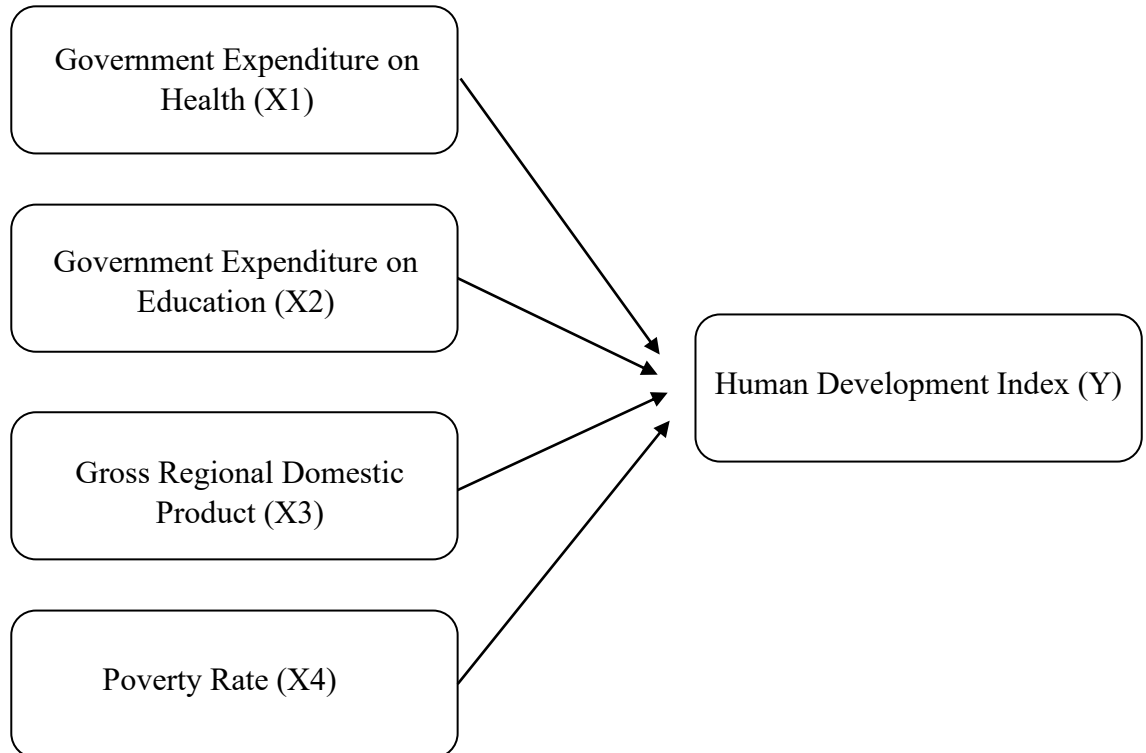 Government Expenditure on
Health (X1)
Government Expenditure on
Education (X2)
Human Development Index (Y)
Gross Regional Domestic
Product (X3)
Poverty Rate (X4)